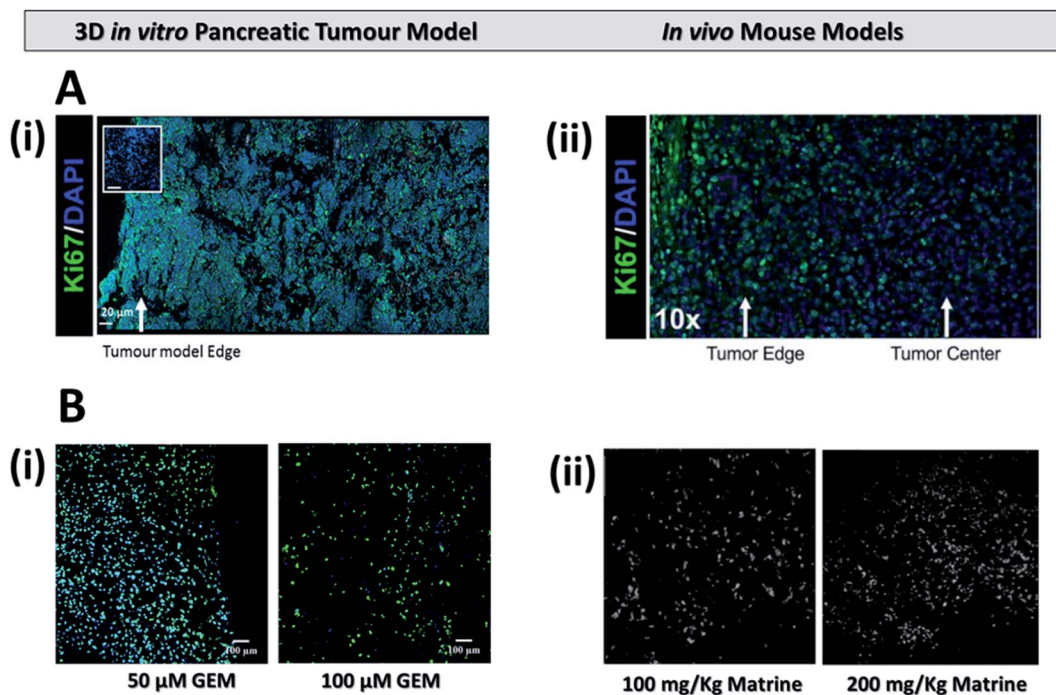 3D in vitro Pancreatic Tumour Model
In vivo Mouse Models
A
(i)
Ki67/DAPI
20 µm
Tumour model Edge
(ii)
Ki67/DAPI
10x
Tumor Edge
Tumor Center
B
(i)
100 µm
50 µM GEM
100 µm
100 µM GEM
(ii)
100 mg/Kg Matrine
200 mg/Kg Matrine